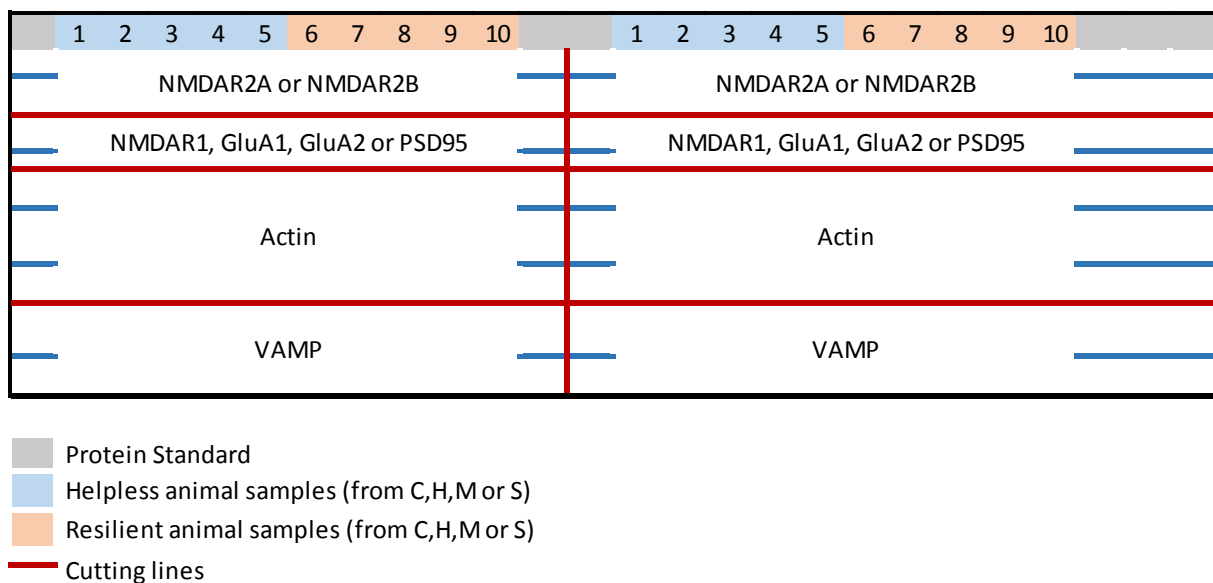 1 2 3 4 5 6 7 8 9 10 1 2 3 4 5 6 7 8 9 10
NMDAR2A or NMDAR2B NMDAR2A or NMDAR2B
NMDAR1, GluA1, GluA2 or PSD95 NMDAR1, GluA1, GluA2 or PSD95
Actin Actin
VAMP VAMP
Protein Standard
Helpless animal samples (from C,H,M or S)
Resilient animal samples (from C,H,M or S)
Cutting lines